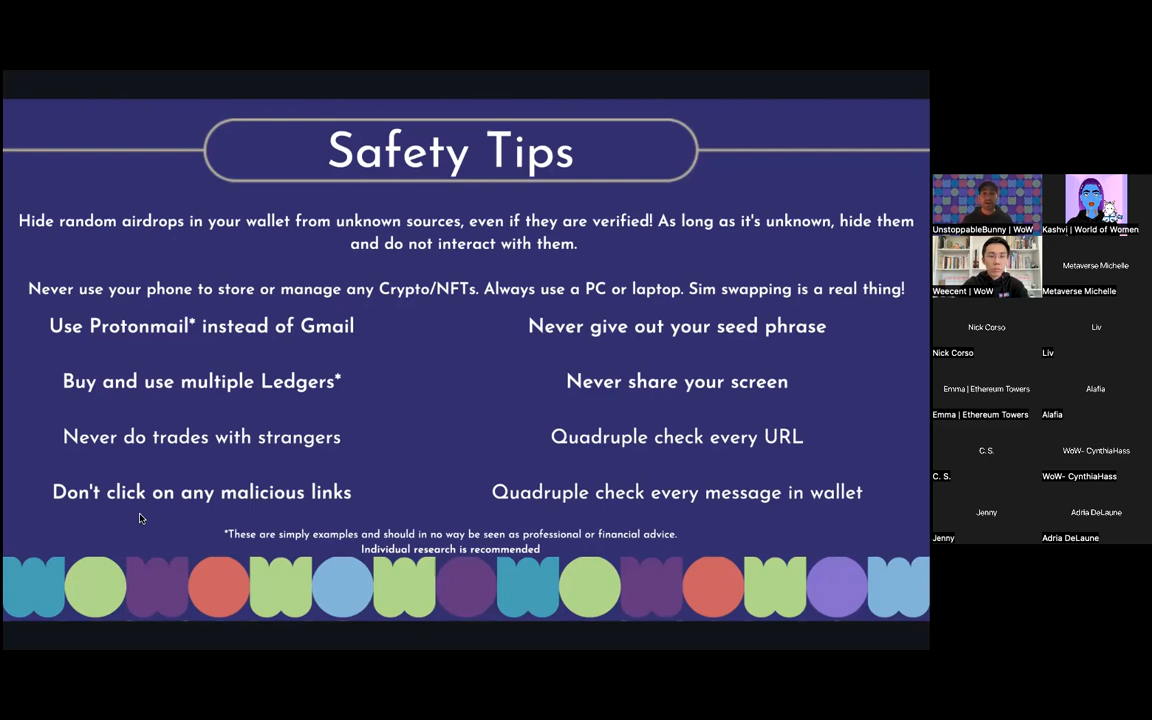 Safety Tips
Hide random airdrops in your wallet from unknown sources, even if they are verified! As long as it's unknown, hide them
and do not interact with them.
Never use your phone to store or manage any Crypto/NFTs. Always use a PC or laptop. Sim swapping is a real thing!
Use Protonmail* instead of Gmail
Never give out your seed phrase
Buy and use multiple Ledgers*
Never share your screen
Never do trades with strangers
Quadruple check every URL
Don't click on any malicious links
Quadruple check every message in wallet
*These are simply examples and should in no way be seen as professional or financial advice.
Individual research is recommended
UnstoppableBunny | WoW
Kashvi | World of Women
Weecent | WoW
Metaverse Michelle
Metaverse Michelle
Nick Corso
Liv
Nick Corso
Liv
Emma | Ethereum Towers
Alafia
Emma | Ethereum Towers
Alafia
C. S.
WoW- CynthiaHass
C. S.
WoW- CynthiaHass
Jenny
Adria DeLaune
Jenny
Adria DeLaune